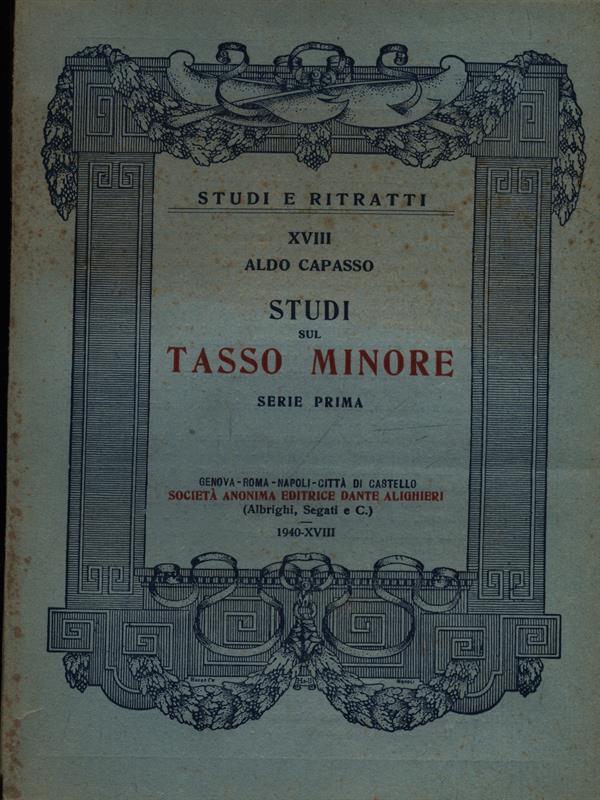 STUDI E RITRATTI
XVIII
ALDO CAPASSO
STUDI
SUL
TASSO MINORE
SERIE PRIMA
GENOVA-ROMA-NAPOLI-CITTÀ DI CASTELLO
SOCIETÀ ANONIMA EDITRICE DANTE ALIGHIERI
(Albrighi, Segati e C.)
1940-XVIII
NAPOLI